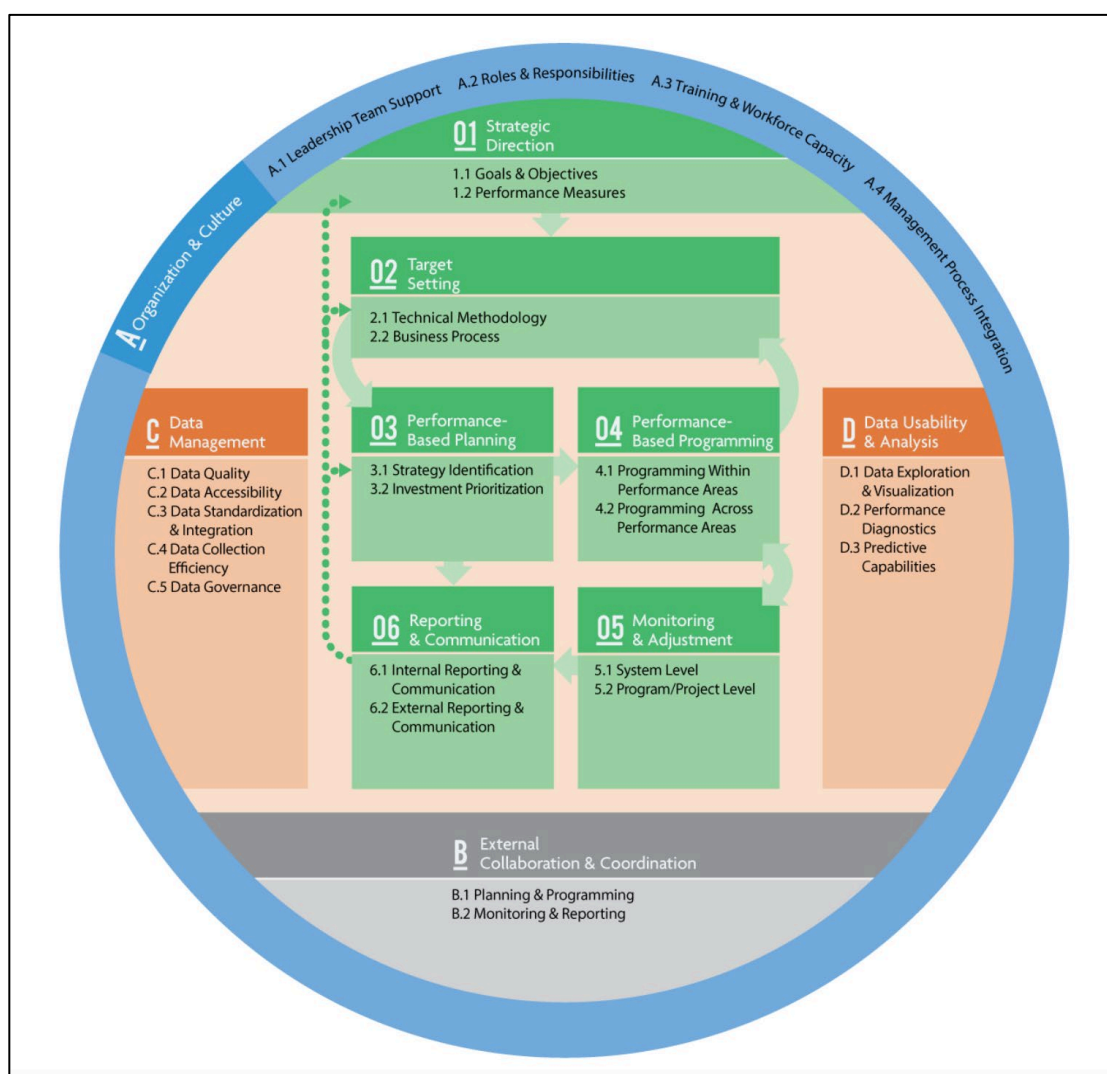 A.1 Leadership Team Support
A.2 Roles & Responsibilities
A.3 Training & Workforce Capacity
A.4 Management Process Integration
A Organization & Culture
01 Strategic
Direction
1.1 Goals & Objectives
1.2 Performance Measures
02 Target
Setting
2.1 Technical Methodology
2.2 Business Process
C Data
Management
C.1 Data Quality
C.2 Data Accessibility
C.3 Data Standardization
& Integration
C.4 Data Collection
Efficiency
C.5 Data Governance
03 Performance-
Based Planning
3.1 Strategy Identification
3.2 Investment Prioritization
04 Performance-
Based Programming
4.1 Programming Within
Performance Areas
4.2 Programming Across
Performance Areas
D Data Usability
& Analysis
D.1 Data Exploration
& Visualization
D.2 Performance
Diagnostics
D.3 Predictive
Capabilities
06 Reporting
& Communication
6.1 Internal Reporting &
Communication
6.2 External Reporting &
Communication
05 Monitoring
& Adjustment
5.1 System Level
5.2 Program/Project Level
B External
Collaboration & Coordination
B.1 Planning & Programming
B.2 Monitoring & Reporting